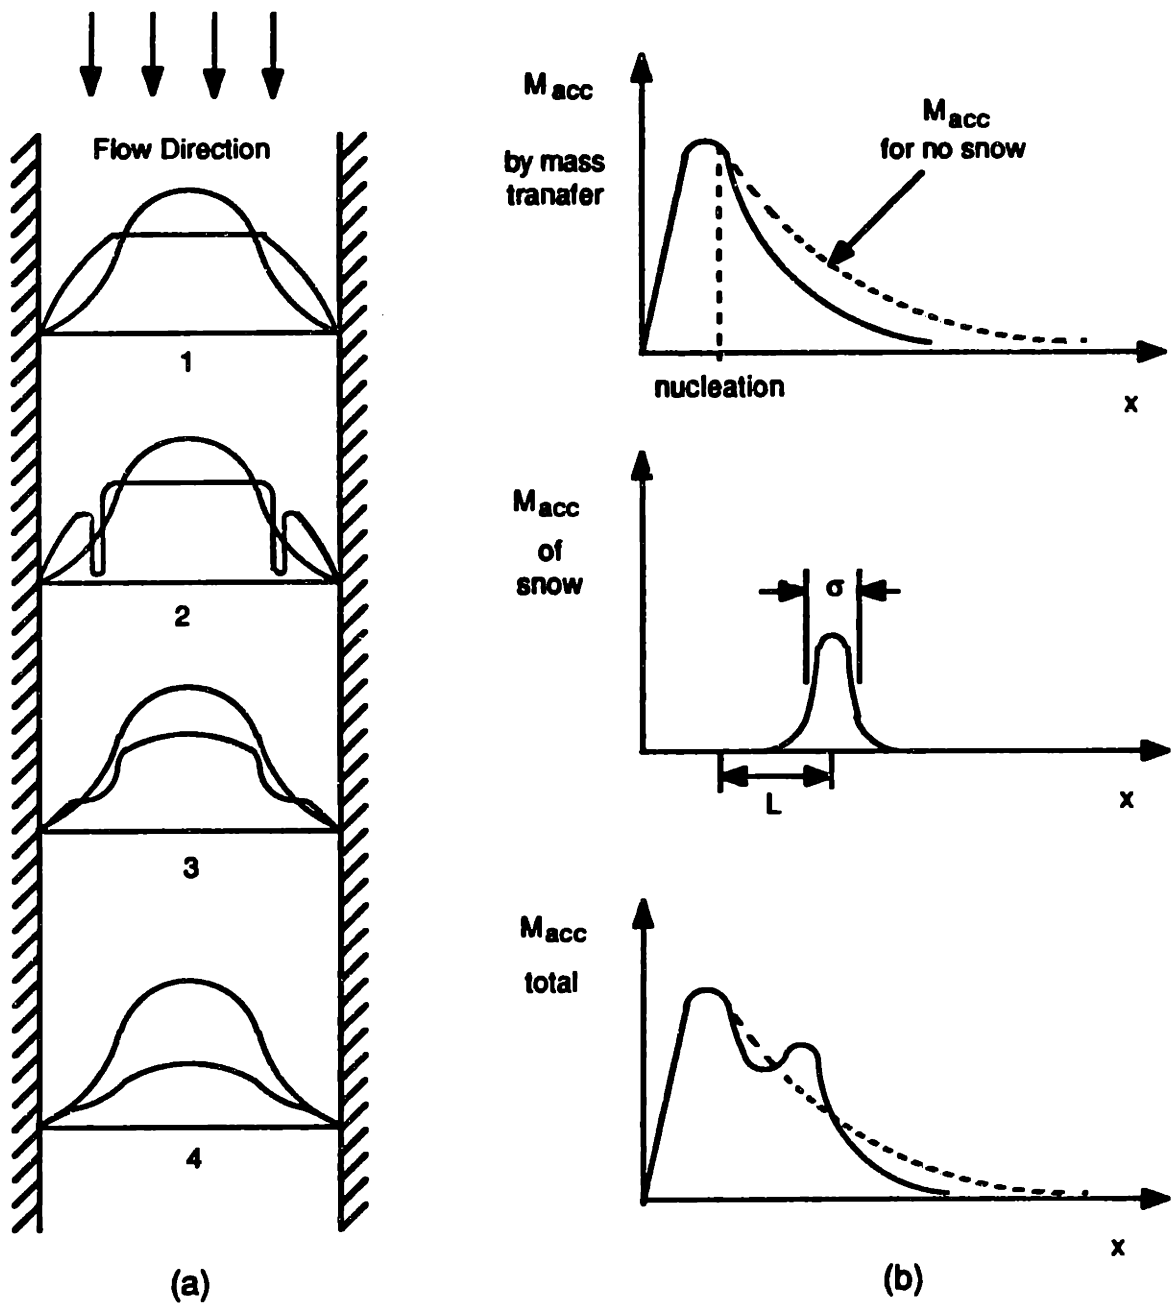 Flow Direction
1
2
3
4
(a)
M acc
by mass
tranafer
M acc
for no snow
nucleation
x
M acc
of
snow
σ
L
x
M acc
total
x
(b)